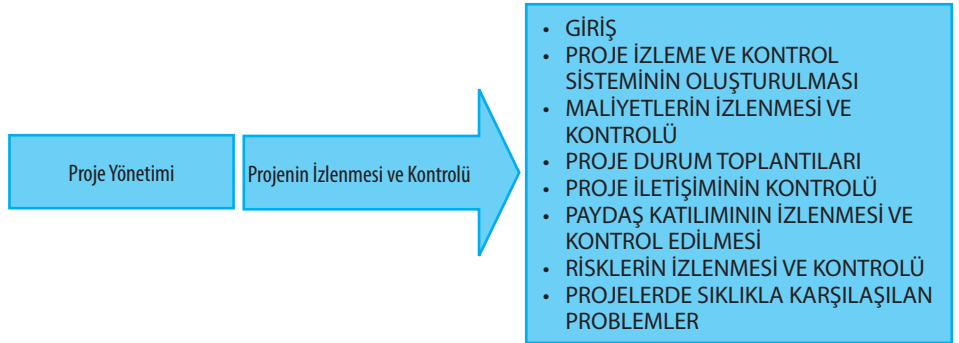 Proje Yönetimi
Projenin İzlenmesi ve Kontrolü
• GİRİŞ
• PROJE İZLEME VE KONTROL
SİSTEMİNİN OLUŞTURULMASI
• MALİYETLERİN İZLENMESİ VE
KONTROLÜ
• PROJE DURUM TOPLANTILARI
• PROJE İLETİŞİMİNİN KONTROLÜ
• PAYDAŞ KATILIMININ İZLENMESİ VE
KONTROL EDİLMESİ
• RİSKLERİN İZLENMESİ VE KONTROLÜ
• PROJELERDE SIKLIKLA KARŞILAŞILAN
PROBLEMLER